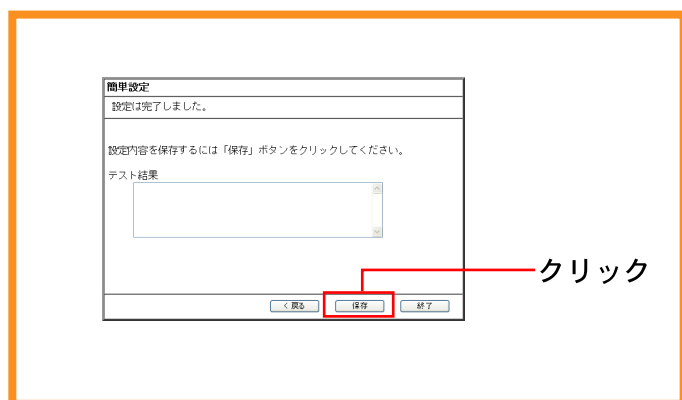 簡単設定
設定は完了しました。
設定内容を保存するには「保存」ボタンをクリックしてください。
テスト結果
クリック
< 戻る 保存 終了